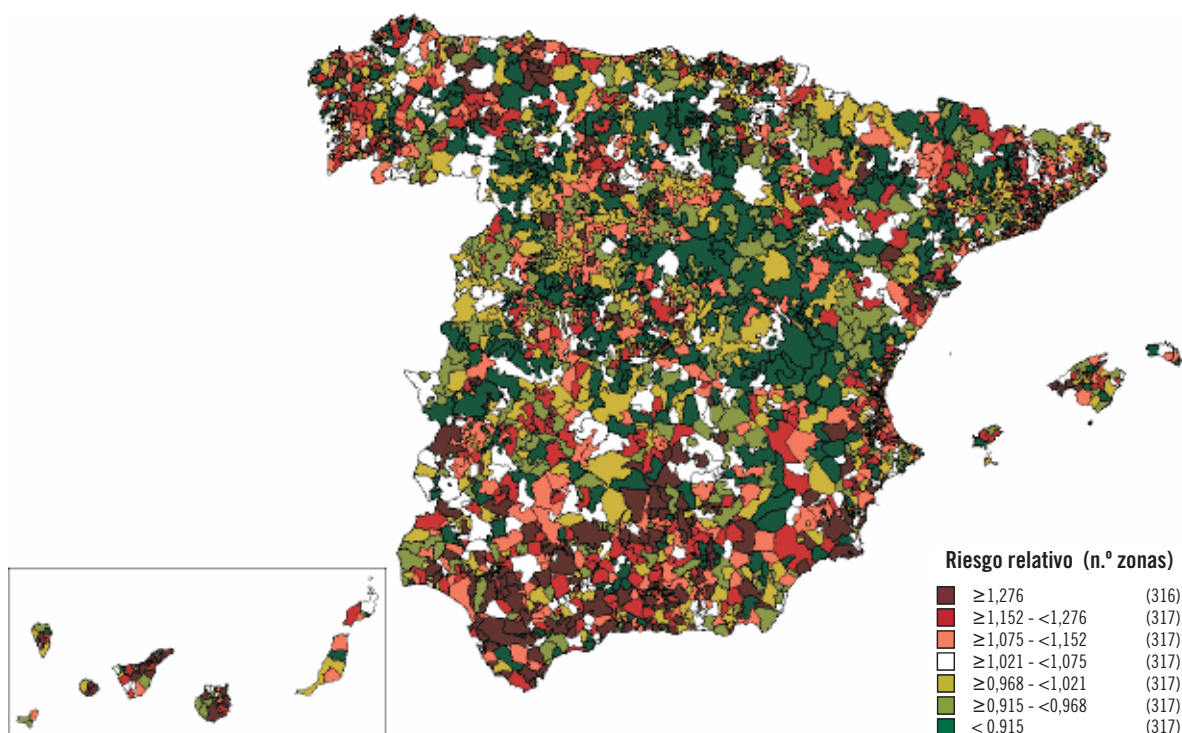 Riesgo relativo (n.º zonas)
≥1,276 (316)
≥1,152 - <1,276 (317)
≥1,075 - <1,152 (317)
≥1,021 - <1,075 (317)
≥0,968 - <1,021 (317)
≥0,915 - <0,968 (317)
< 0,915 (317)